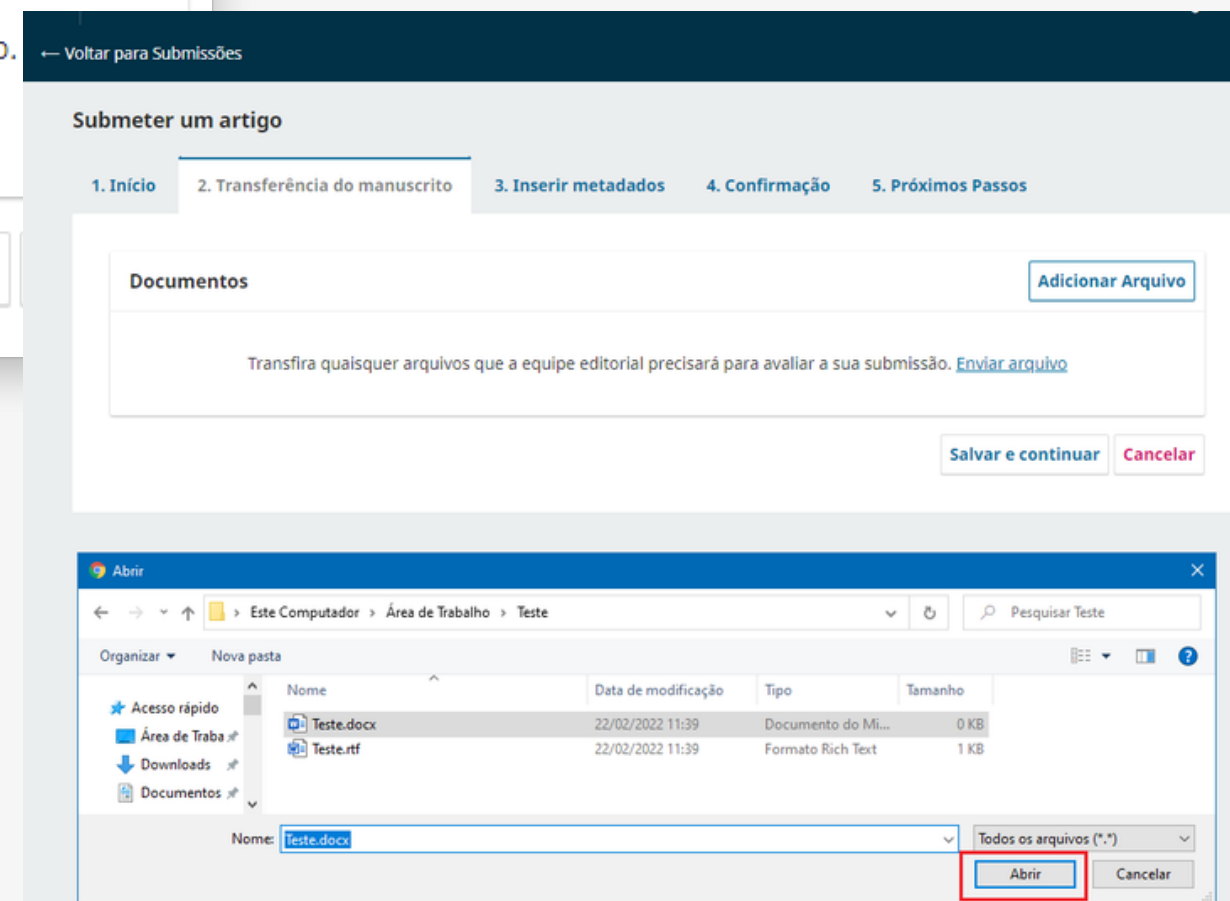 ← Voltar para Submissões
Submeter um artigo
1. Início 2. Transferência do manuscrito 3. Inserir metadados 4. Confirmação 5. Próximos Passos
Documentos Adicionar Arquivo
Transfira quaisquer arquivos que a equipe editorial precisará para avaliar a sua submissão. Enviar arquivo
Salvar e continuar Cancelar
Abrir
Este Computador > Área de Trabalho > Teste Pesquisar Teste
Organizar Nova pasta
Nome Data de modificação Tipo Tamanho
Acesso rápido
Teste.docx 22/02/2022 11:39 Documento do Mi... 0 KB
Área de Traba
Teste.rtf 22/02/2022 11:39 Formato Rich Text 1 KB
Downloads
Documentos
Nome: Teste.docx Todos os arquivos (*.*)
Abrir Cancelar